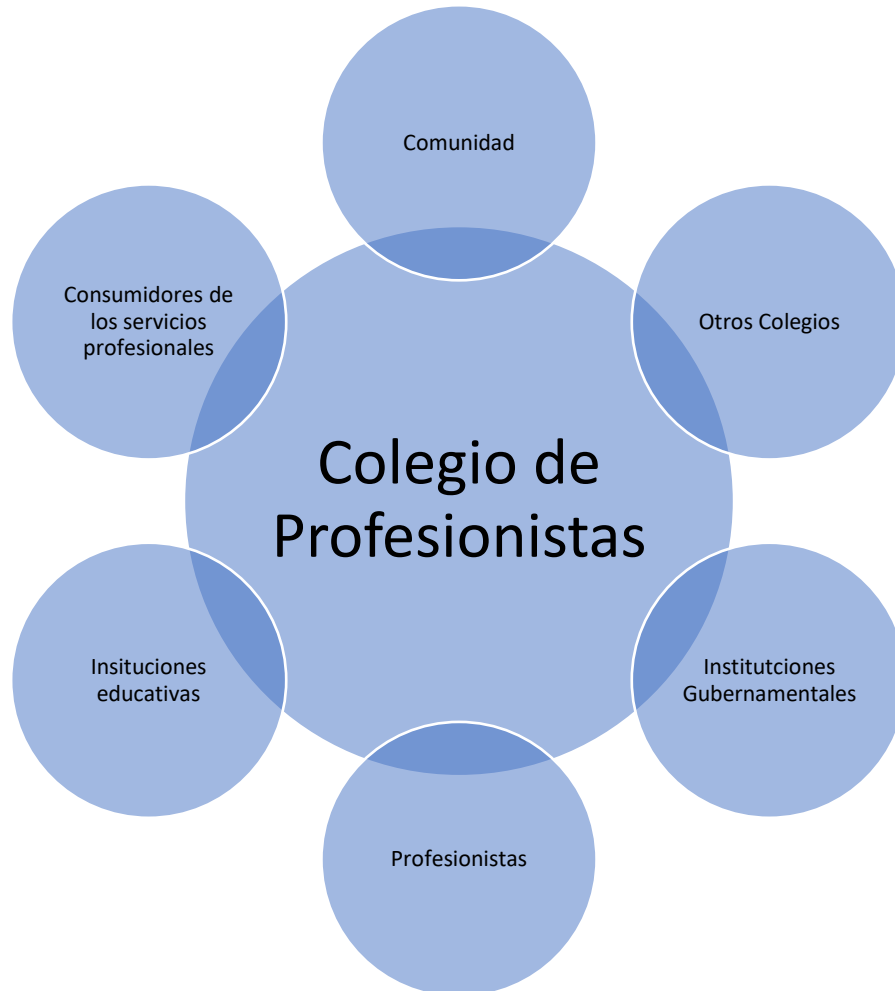 Comunidad
Consumidores de
los servicios
profesionales
Otros Colegios
Colegio de
Profesionistas
Insituciones
educativas
Institutciones
Gubernamentales
Profesionistas